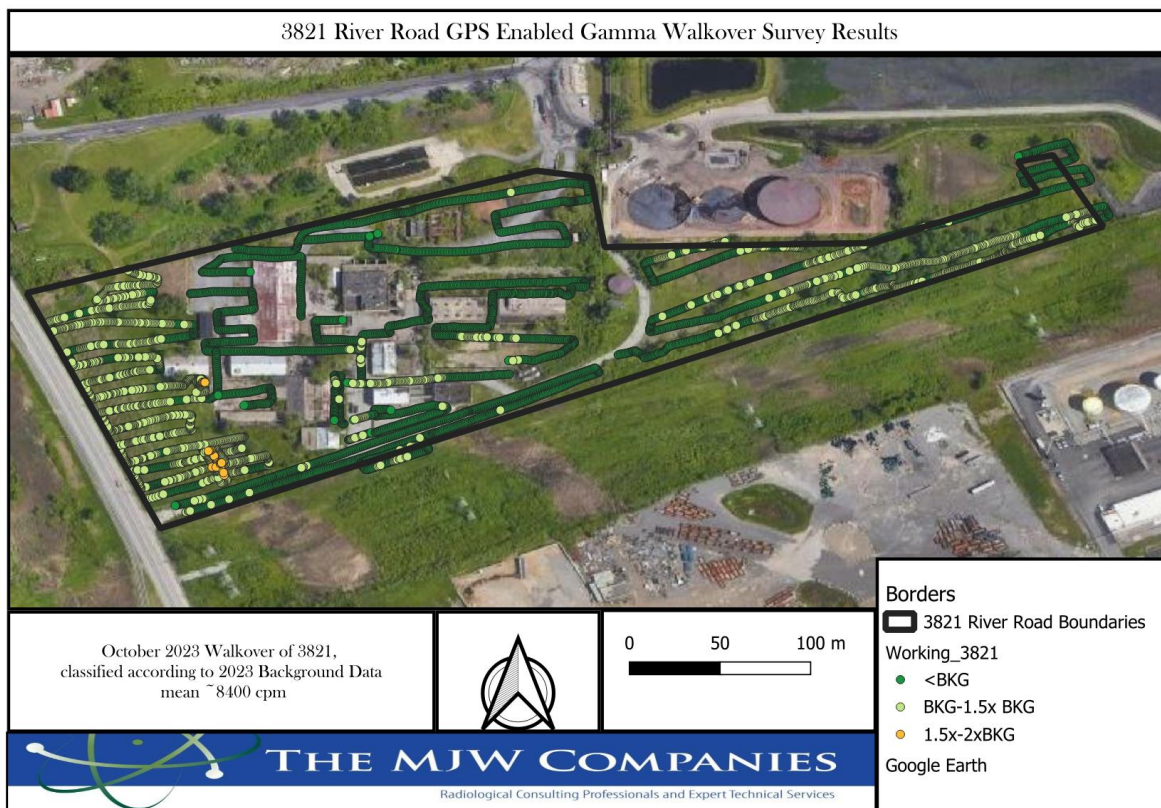 3821 River Road GPS Enabled Gamma Walkover Survey Results
October 2023 Walkover of 3821,
classified according to 2023 Background Data
mean ~8400 cpm
0 50 100 m
Borders
3821 River Road Boundaries
Working_3821
<BKG
BKG-1.5x BKG
1.5x-2xBKG
Google Earth
THE MJW COMPANIES
Radiological Consulting Professionals and Expert Technical Services